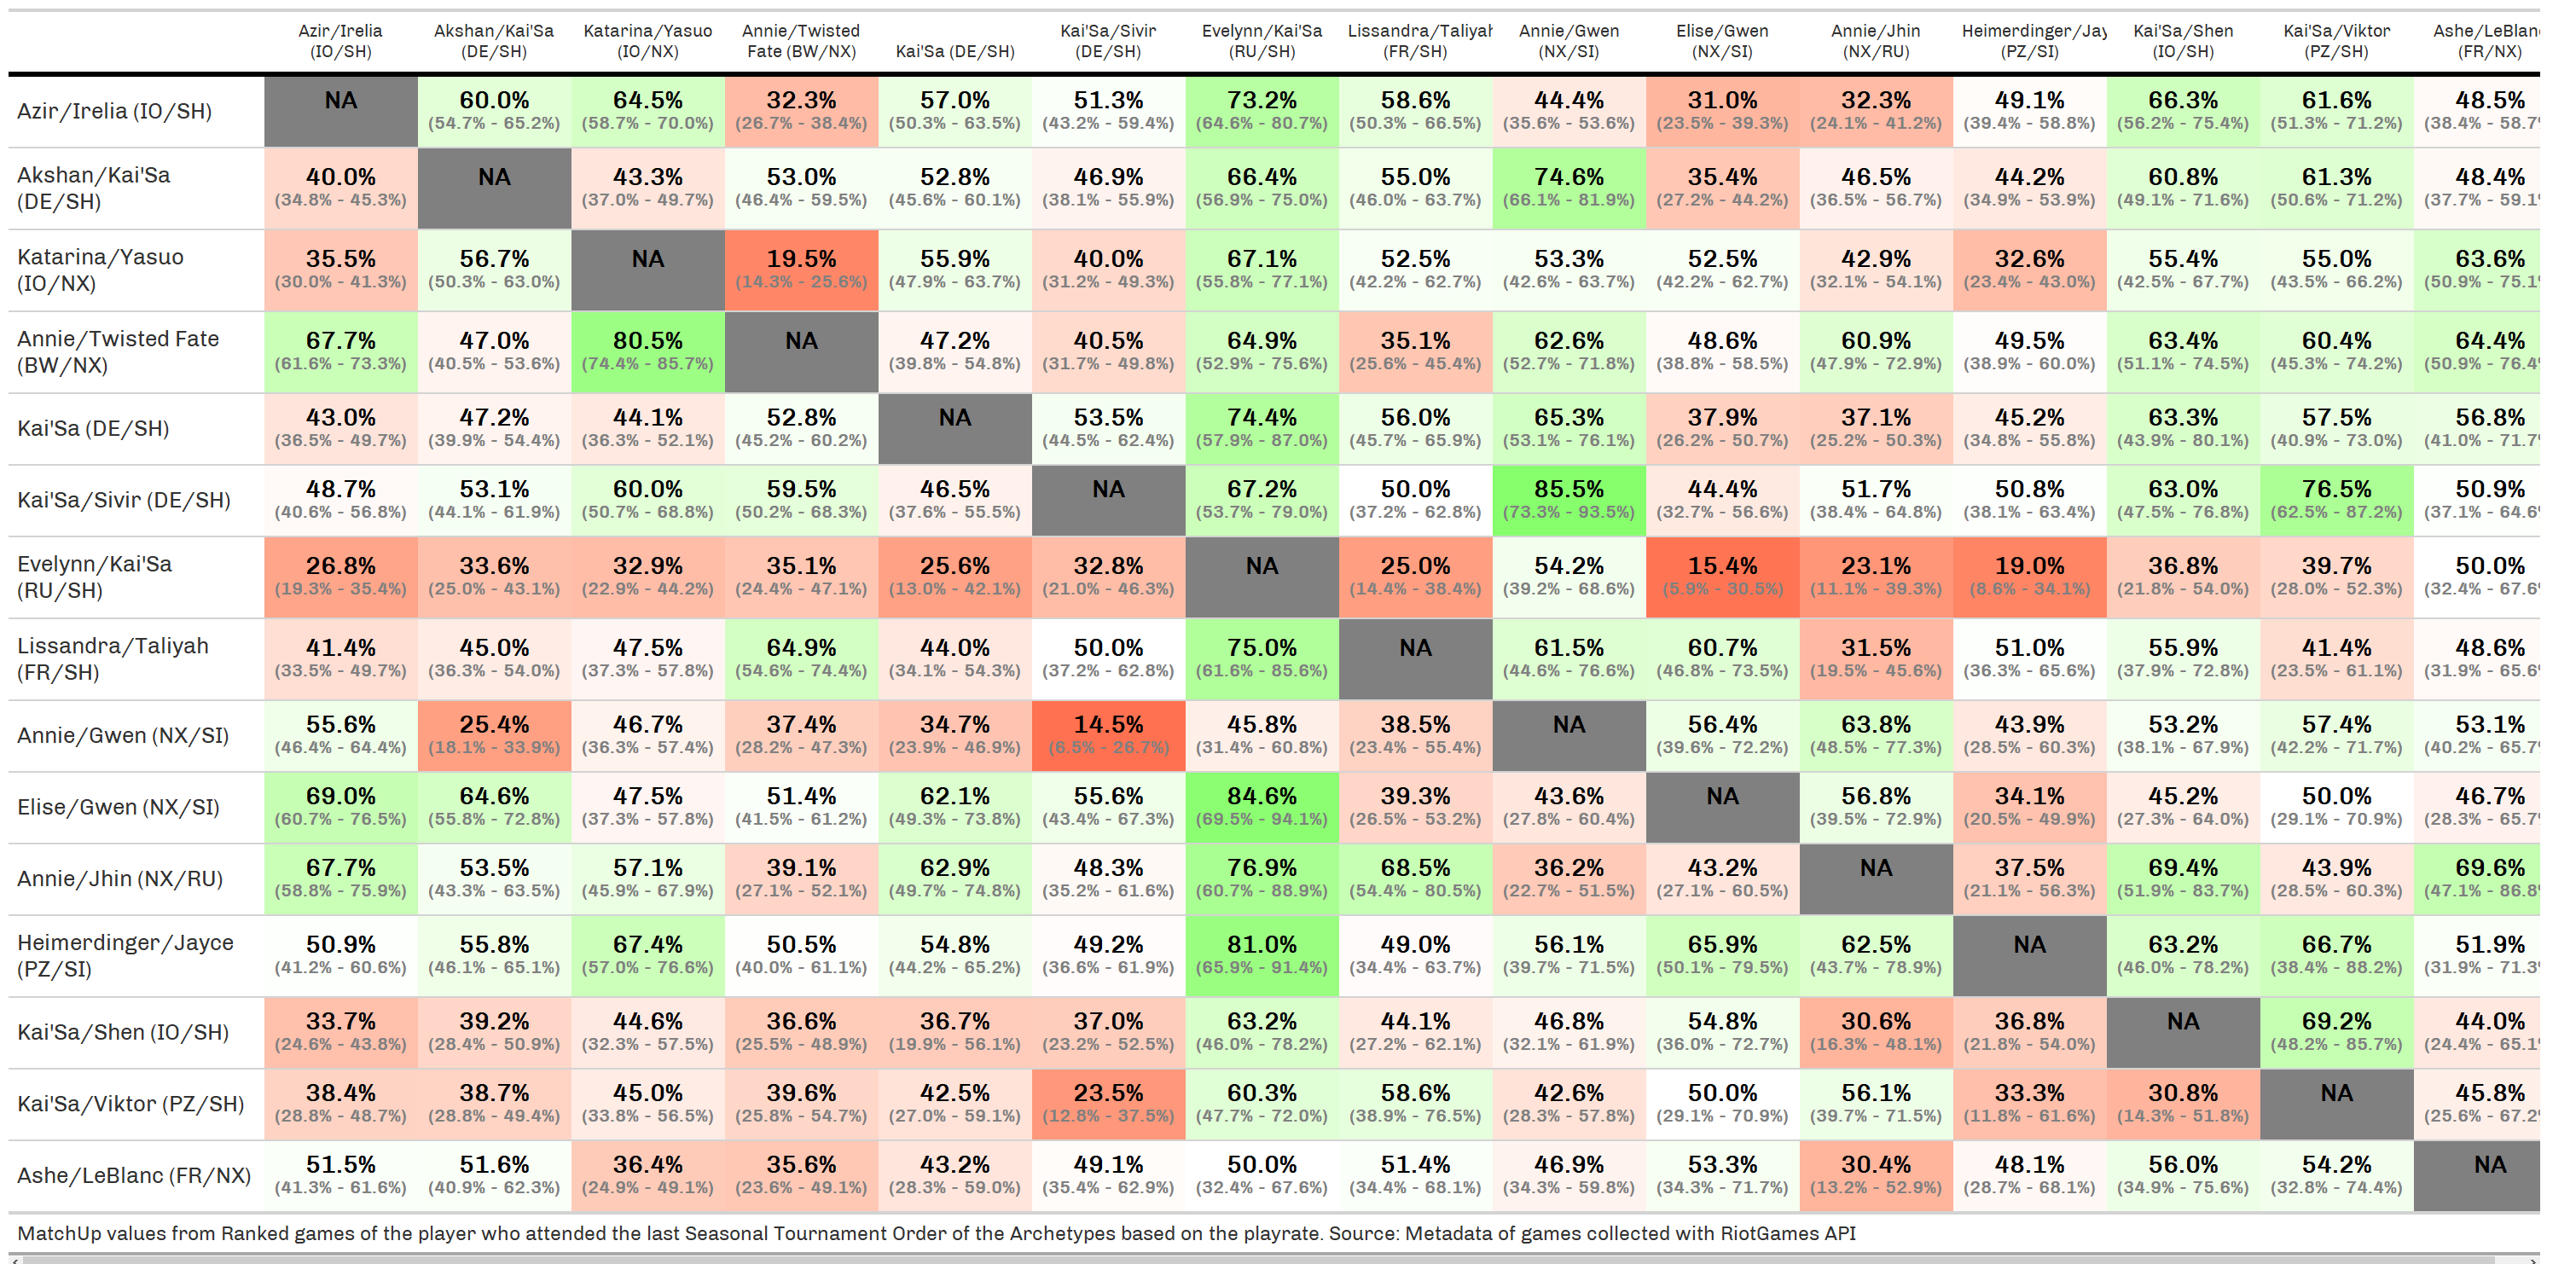 Azir/Irelia (IO/SH) Akshan/Kai'Sa (DE/SH) Katarina/Yasuo (IO/NX) Annie/Twisted Fate (BW/NX) Kai'Sa (DE/SH) Kai'Sa/Sivir (DE/SH) Evelynn/Kai'Sa (RU/SH) Lissandra/Taliyah (FR/SH) Annie/Gwen (NX/SI) Elise/Gwen (NX/SI) Annie/Jhin (NX/RU) Heimerdinger/Jay (PZ/SI) Kai'Sa/Shen (IO/SH) Kai'Sa/Viktor (PZ/SH) Ashe/LeBlanc (FR/NX)
Azir/Irelia (IO/SH) NA 60.0% 64.5% 32.3% 57.0% 51.3% 73.2% 58.6% 44.4% 31.0% 32.3% 49.1% 66.3% 61.6% 48.5%
(54.7% - 65.2%) (58.7% - 70.0%) (26.7% - 38.4%) (50.3% - 63.5%) (43.2% - 59.4%) (64.6% - 80.7%) (50.3% - 66.5%) (35.6% - 53.6%) (23.5% - 39.3%) (24.1% - 41.2%) (39.4% - 58.8%) (56.2% - 75.4%) (51.3% - 71.2%) (38.4% - 58.7%
Akshan/Kai'Sa (DE/SH) 40.0% NA 43.3% 53.0% 52.8% 46.9% 66.4% 55.0% 74.6% 35.4% 46.5% 44.2% 60.8% 61.3% 48.4%
(34.8% - 45.3%) (37.0% - 49.7%) (46.4% - 59.5%) (45.6% - 60.1%) (38.1% - 55.9%) (56.9% - 75.0%) (46.0% - 63.7%) (66.1% - 81.9%) (27.2% - 44.2%) (36.5% - 56.7%) (34.9% - 53.9%) (49.1% - 71.6%) (50.6% - 71.2%) (37.7% - 59.1%
Katarina/Yasuo (IO/NX) 35.5% 56.7% NA 19.5% 55.9% 40.0% 67.1% 52.5% 53.3% 52.5% 42.9% 32.6% 55.4% 55.0% 63.6%
(30.0% - 41.3%) (50.3% - 63.0%) (14.3% - 25.6%) (47.9% - 63.7%) (31.2% - 49.3%) (55.8% - 77.1%) (42.2% - 62.7%) (42.6% - 63.7%) (42.2% - 62.7%) (32.1% - 54.1%) (23.4% - 43.0%) (42.5% - 67.7%) (43.5% - 66.2%) (50.9% - 75.1%
Annie/Twisted Fate (BW/NX) 67.7% 47.0% 80.5% NA 47.2% 40.5% 64.9% 35.1% 62.6% 48.6% 60.9% 49.5% 63.4% 60.4% 64.4%
(61.6% - 73.3%) (40.5% - 53.6%) (74.4% - 85.7%) (39.8% - 54.8%) (31.7% - 49.8%) (52.9% - 75.6%) (25.6% - 45.4%) (52.7% - 71.8%) (38.8% - 58.5%) (47.9% - 72.9%) (38.9% - 60.0%) (51.1% - 74.5%) (45.3% - 74.2%) (50.9% - 76.4%
Kai'Sa (DE/SH) 43.0% 47.2% 44.1% 52.8% NA 53.5% 74.4% 56.0% 65.3% 37.9% 37.1% 45.2% 63.3% 57.5% 56.8%
(36.5% - 49.7%) (39.9% - 54.4%) (36.3% - 52.1%) (45.2% - 60.2%) (44.5% - 62.4%) (57.9% - 87.0%) (45.7% - 65.9%) (53.1% - 76.1%) (26.2% - 50.7%) (25.2% - 50.3%) (34.8% - 55.8%) (43.9% - 80.1%) (40.9% - 73.0%) (41.0% - 71.7%
Kai'Sa/Sivir (DE/SH) 48.7% 53.1% 60.0% 59.5% 46.5% NA 67.2% 50.0% 85.5% 44.4% 51.7% 50.8% 63.0% 76.5% 50.9%
(40.6% - 56.8%) (44.1% - 61.9%) (50.7% - 68.8%) (50.2% - 68.3%) (37.6% - 55.5%) (53.7% - 79.0%) (37.2% - 62.8%) (73.3% - 93.5%) (32.7% - 56.6%) (38.4% - 64.8%) (38.1% - 63.4%) (47.5% - 76.8%) (62.5% - 87.2%) (37.1% - 64.6%
Evelynn/Kai'Sa (RU/SH) 26.8% 33.6% 32.9% 35.1% 25.6% 32.8% NA 25.0% 54.2% 15.4% 23.1% 19.0% 36.8% 39.7% 50.0%
(19.3% - 35.4%) (25.0% - 43.1%) (22.9% - 44.2%) (24.4% - 47.1%) (13.0% - 42.1%) (21.0% - 46.3%) (14.4% - 38.4%) (39.2% - 68.6%) (5.9% - 30.5%) (11.1% - 39.3%) (8.6% - 34.1%) (21.8% - 54.0%) (28.0% - 52.3%) (32.4% - 67.6%
Lissandra/Taliyah (FR/SH) 41.4% 45.0% 47.5% 64.9% 44.0% 50.0% 75.0% NA 61.5% 60.7% 31.5% 51.0% 55.9% 41.4% 48.6%
(33.5% - 49.7%) (36.3% - 54.0%) (37.3% - 57.8%) (54.6% - 74.4%) (34.1% - 54.3%) (37.2% - 62.8%) (61.6% - 85.6%) (44.6% - 76.6%) (46.8% - 73.5%) (19.5% - 45.6%) (36.3% - 65.6%) (37.9% - 72.8%) (23.5% - 61.1%) (31.9% - 65.6%
Annie/Gwen (NX/SI) 55.6% 25.4% 46.7% 37.4% 34.7% 14.5% 45.8% 38.5% NA 56.4% 63.8% 43.9% 53.2% 57.4% 53.1%
(46.4% - 64.4%) (18.1% - 33.9%) (36.3% - 57.4%) (28.2% - 47.3%) (23.9% - 46.9%) (6.5% - 26.7%) (31.4% - 60.8%) (23.4% - 55.4%) (39.6% - 72.2%) (48.5% - 77.3%) (28.5% - 60.3%) (38.1% - 67.9%) (42.2% - 71.7%) (40.2% - 65.7%
Elise/Gwen (NX/SI) 69.0% 64.6% 47.5% 51.4% 62.1% 55.6% 84.6% 39.3% 43.6% NA 56.8% 34.1% 45.2% 50.0% 46.7%
(60.7% - 76.5%) (55.8% - 72.8%) (37.3% - 57.8%) (41.5% - 61.2%) (49.3% - 73.8%) (43.4% - 67.3%) (69.5% - 94.1%) (26.5% - 53.2%) (27.8% - 60.4%) (39.5% - 72.9%) (20.5% - 49.9%) (27.3% - 64.0%) (29.1% - 70.9%) (28.3% - 65.7%
Annie/Jhin (NX/RU) 67.7% 53.5% 57.1% 39.1% 62.9% 48.3% 76.9% 68.5% 36.2% 43.2% NA 37.5% 69.4% 43.9% 69.6%
(58.8% - 75.9%) (43.3% - 63.5%) (45.9% - 67.9%) (27.1% - 52.1%) (49.7% - 74.8%) (35.2% - 61.6%) (60.7% - 88.9%) (54.4% - 80.5%) (22.7% - 51.5%) (27.1% - 60.5%) (21.1% - 56.3%) (51.9% - 83.7%) (28.5% - 60.3%) (47.1% - 86.8%
Heimerdinger/Jayce (PZ/SI) 50.9% 55.8% 67.4% 50.5% 54.8% 49.2% 81.0% 49.0% 56.1% 65.9% 62.5% NA 63.2% 66.7% 51.9%
(41.2% - 60.6%) (46.1% - 65.1%) (57.0% - 76.6%) (40.0% - 61.1%) (44.2% - 65.2%) (36.6% - 61.9%) (65.9% - 91.4%) (34.4% - 63.7%) (39.7% - 71.5%) (50.1% - 79.5%) (43.7% - 78.9%) (46.0% - 78.2%) (38.4% - 88.2%) (31.9% - 71.3%
Kai'Sa/Shen (IO/SH) 33.7% 39.2% 44.6% 36.6% 36.7% 37.0% 63.2% 44.1% 46.8% 54.8% 30.6% 36.8% NA 69.2% 44.0%
(24.6% - 43.8%) (28.4% - 50.9%) (32.3% - 57.5%) (25.5% - 48.9%) (19.9% - 56.1%) (23.2% - 52.5%) (46.0% - 78.2%) (27.2% - 62.1%) (32.1% - 61.9%) (36.0% - 72.7%) (16.3% - 48.1%) (21.8% - 54.0%) (48.2% - 85.7%) (24.4% - 65.1%
Kai'Sa/Viktor (PZ/SH) 38.4% 38.7% 45.0% 39.6% 42.5% 23.5% 60.3% 58.6% 42.6% 50.0% 56.1% 33.3% 30.8% NA 45.8%
(28.8% - 48.7%) (28.8% - 49.4%) (33.8% - 56.5%) (25.8% - 54.7%) (27.0% - 59.1%) (12.8% - 37.5%) (47.7% - 72.0%) (38.9% - 76.5%) (28.3% - 57.8%) (29.1% - 70.9%) (39.7% - 71.5%) (11.8% - 61.6%) (14.3% - 51.8%) (25.6% - 67.2%
Ashe/LeBlanc (FR/NX) 51.5% 51.6% 36.4% 35.6% 43.2% 49.1% 50.0% 51.4% 46.9% 53.3% 30.4% 48.1% 56.0% 54.2% NA
(41.3% - 61.6%) (40.9% - 62.3%) (24.9% - 49.1%) (23.6% - 49.1%) (28.3% - 59.0%) (35.4% - 62.9%) (32.4% - 67.6%) (34.4% - 68.1%) (34.3% - 59.8%) (34.3% - 71.7%) (13.2% - 52.9%) (28.7% - 68.1%) (34.9% - 75.6%) (32.8% - 74.4%)
MatchUp values from Ranked games of the player who attended the last Seasonal Tournament Order of the Archetypes based on the playrate. Source: Metadata of games collected with RiotGames API